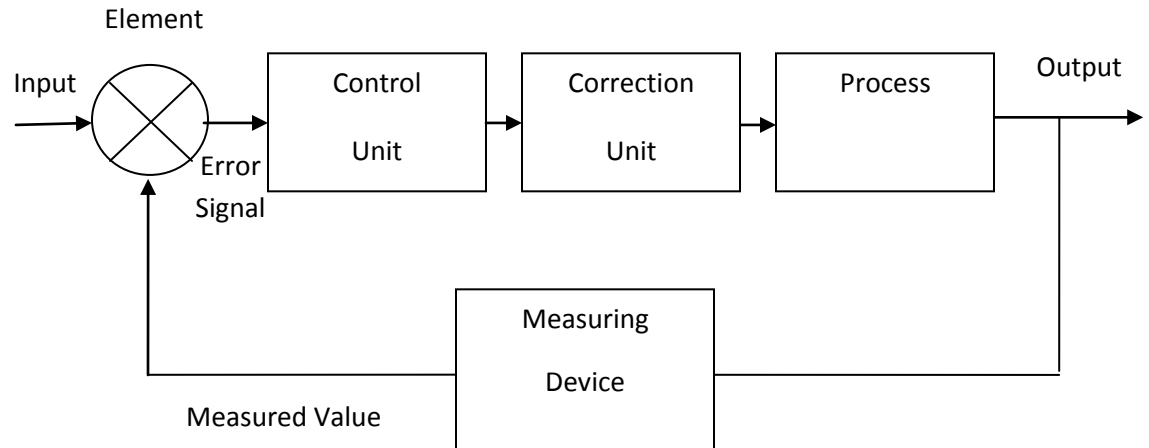 Element
Input
Control
Unit
Correction
Unit
Process
Output
Error
Signal
Measuring
Device
Measured Value